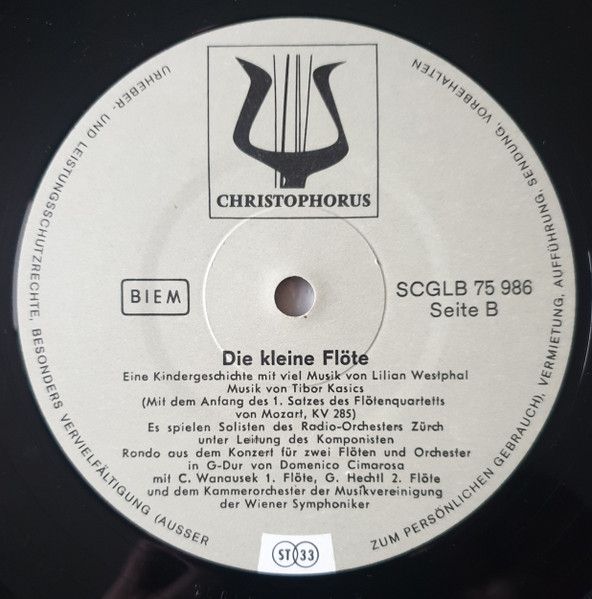 CHRISTOPHORUS
BIEM
SCGLB 75 986
Seite B
Die kleine Flöte
Eine Kindergeschichte mit viel Musik von Lilian Westphal
Musik von Tibor Kasics
(Mit dem Anfang des 1. Satzes des Flötenquartetts
von Mozart, KV 285)
Es spielen Solisten des Radio-Orchesters Zürch
unter Leitung des Komponisten
Rondo aus dem Konzert für zwei Flöten und Orchester
in G-Dur von Domenico Cimarosa
mit C. Wanausek 1. Flöte, G. Hechtl 2. Flöte
und dem Kammerorchester der Musikvereinigung
der Wiener Symphoniker
ST 33
URHEBER- UND LEISTUNGSSCHUTZRECHTE, BESONDERS VERVIELFÄLTIGUNG (AUSSER
ZUM PERSÖNLICHEN GEBRAUCH), VERMIETUNG, AUFFÜHRUNG, SENDUNG, VORBEHALTEN